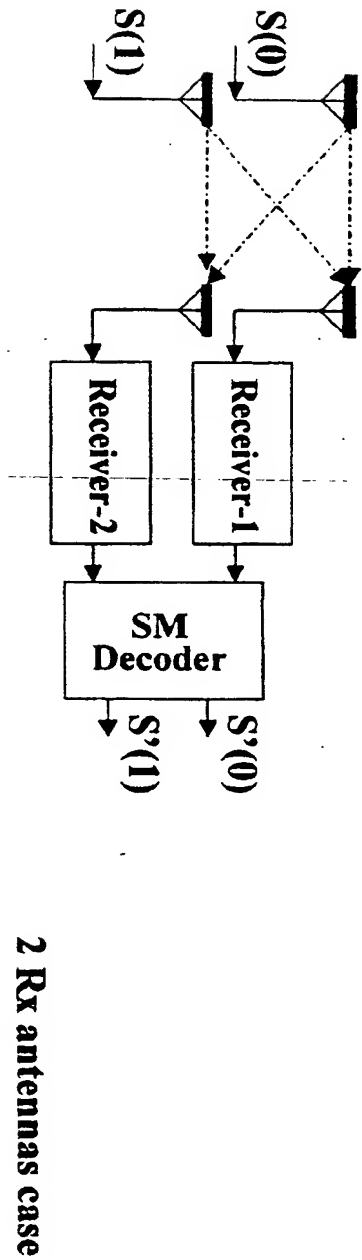 S(0)
S(1)
Receiver-1
Receiver-2
SM
Decoder
S'(0)
S'(1)
2 Rx antennas case